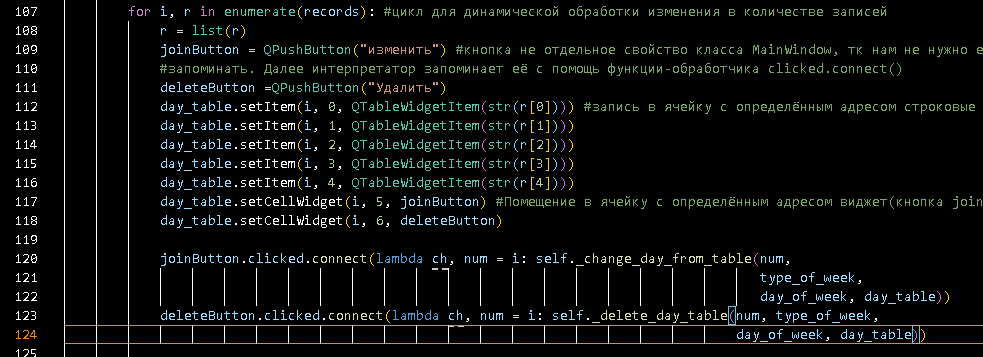 107 for i, r in enumerate(records): #цикл для динамической обработки изменения в количестве записей
108 r = list(r)
109 joinButton = QPushButton("изменить") #кнопка не отдельное свойство класса MainWindow, тк нам не нужно е
110 #запоминать. Далее интерпретатор запоминает её с помощь функции-обработчика clicked.connect()
111 deleteButton =QPushButton("Удалить")
112 day_table.setItem(i, 0, QTableWidgetItem(str(r[0]))) #запись в ячейку с определённым адресом строковые
113 day_table.setItem(i, 1, QTableWidgetItem(str(r[1])))
114 day_table.setItem(i, 2, QTableWidgetItem(str(r[2])))
115 day_table.setItem(i, 3, QTableWidgetItem(str(r[3])))
116 day_table.setItem(i, 4, QTableWidgetItem(str(r[4])))
117 day_table.setCellWidget(i, 5, joinButton) #Помещение в ячейку с определённым адресом виджет(кнопка join
118 day_table.setCellWidget(i, 6, deleteButton)
119
120 joinButton.clicked.connect(lambda ch, num = i: self._change_day_from_table(num,
121 type_of_week,
122 day_of_week, day_table))
123 deleteButton.clicked.connect(lambda ch, num = i: self._delete_day_table(num, type_of_week,
124 day_of_week, day_table))
125